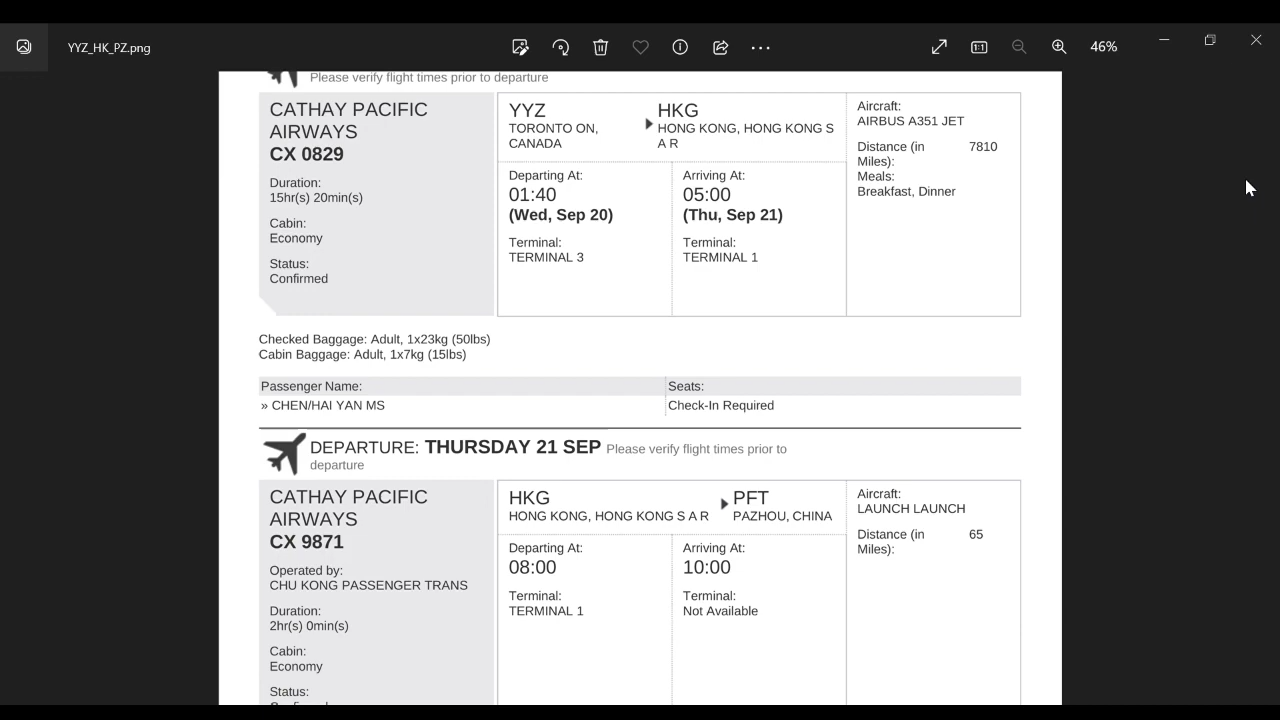 YYZ_HK_PZ.png
46%
Please verify flight times prior to departure
CATHAY PACIFIC
AIRWAYS
CX 0829
Duration:
15hr(s) 20min(s)
Cabin:
Economy
Status:
Confirmed
YYZ
TORONTO ON,
CANADA
HKG
HONG KONG, HONG KONG S
A R
Departing At:
01:40
(Wed, Sep 20)
Terminal:
TERMINAL 3
Arriving At:
05:00
(Thu, Sep 21)
Terminal:
TERMINAL 1
Aircraft:
AIRBUS A351 JET
Distance (in 7810
Miles):
Meals:
Breakfast, Dinner
Checked Baggage: Adult, 1x23kg (50lbs)
Cabin Baggage: Adult, 1x7kg (15lbs)
Passenger Name: Seats:
» CHEN/HAI YAN MS Check-In Required
DEPARTURE: THURSDAY 21 SEP Please verify flight times prior to
departure
CATHAY PACIFIC
AIRWAYS
CX 9871
Operated by:
CHU KONG PASSENGER TRANS
Duration:
2hr(s) 0min(s)
Cabin:
Economy
Status:
HKG
HONG KONG, HONG KONG S A R
PFT
PAZHOU, CHINA
Departing At:
08:00
Terminal:
TERMINAL 1
Arriving At:
10:00
Terminal:
Not Available
Aircraft:
LAUNCH LAUNCH
Distance (in 65
Miles):